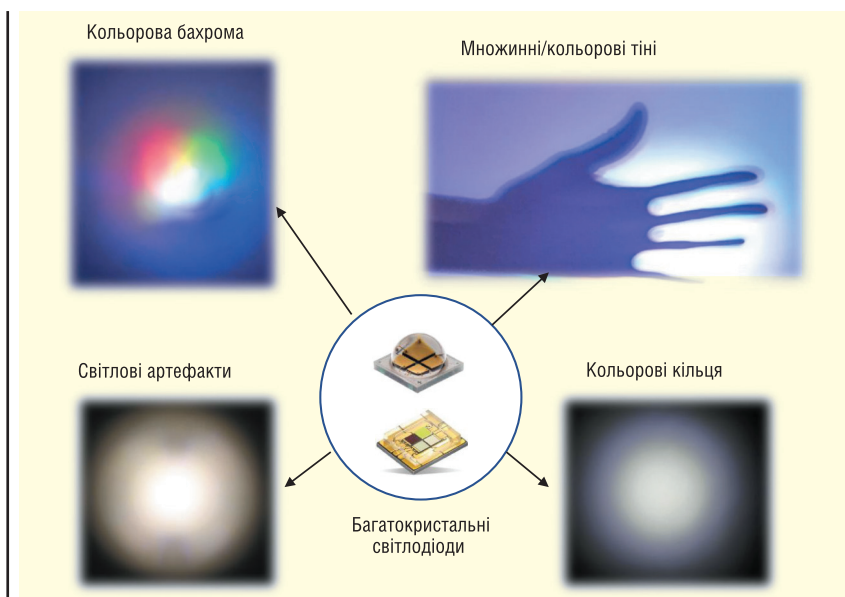 Кольорова бахрома
Множинні/кольорові тіні
Світлові артефакти
Кольорові кільця
Багатокристальні
світлодіоди